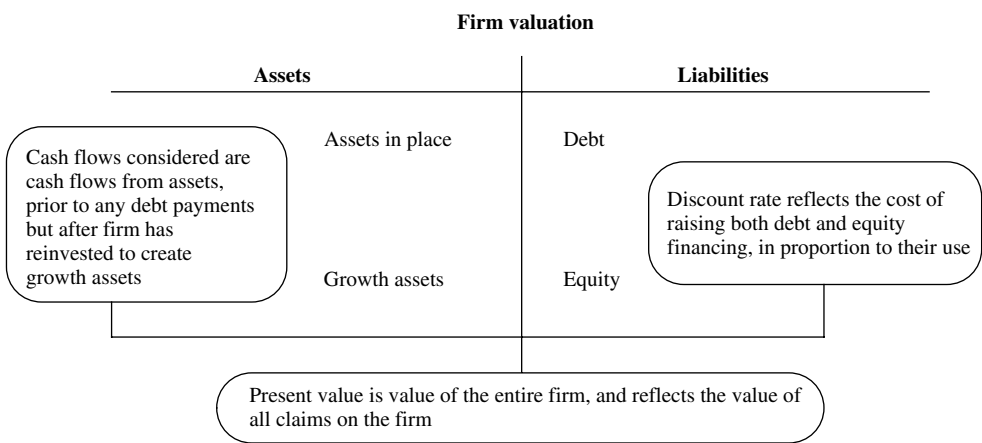 Firm valuation
Assets
Liabilities
Assets in place
Debt
Cash flows considered are
cash flows from assets,
prior to any debt payments
but after firm has
reinvested to create
growth assets
Discount rate reflects the cost of
raising both debt and equity
financing, in proportion to their use
Growth assets
Equity
Present value is value of the entire firm, and reflects the value of
all claims on the firm